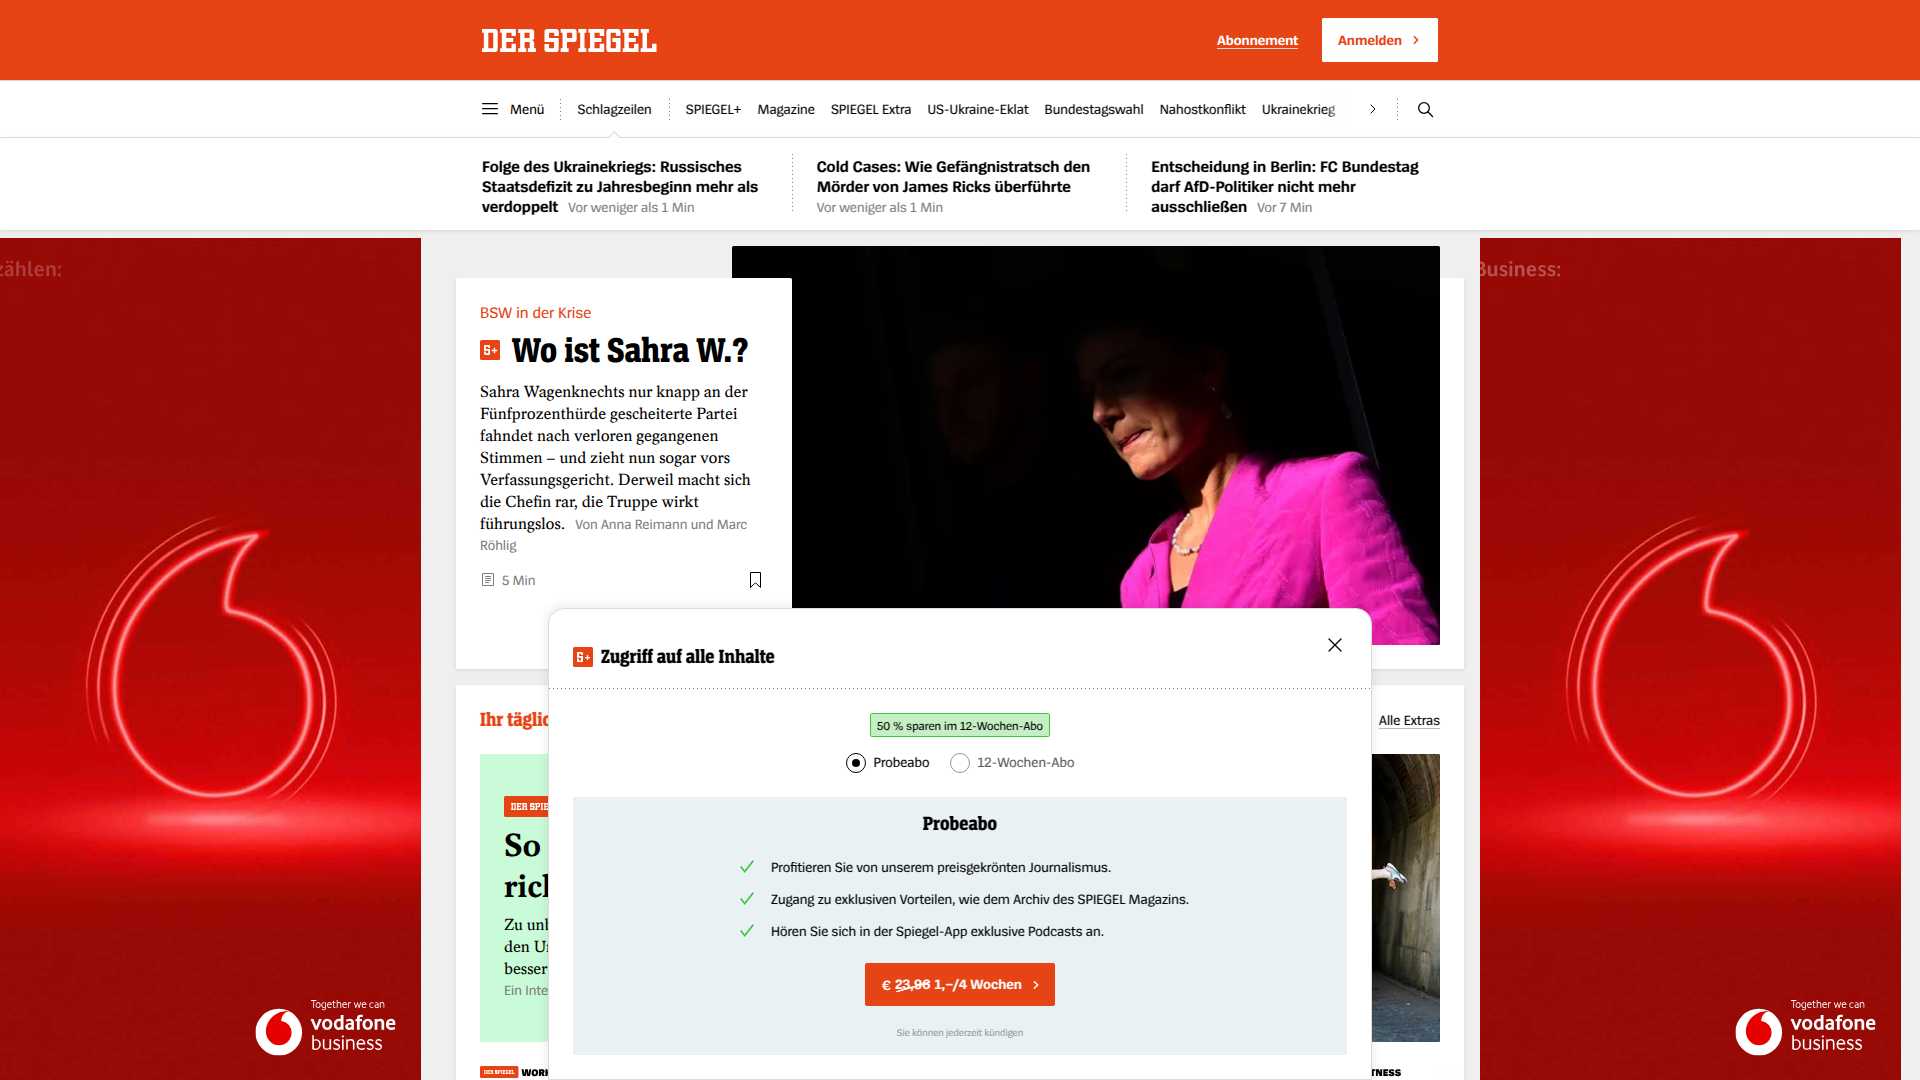 DER SPIEGEL
Abonnement
Anmelden
Menü
Schlagzeilen
SPIEGEL+
Magazine
SPIEGEL Extra
US-Ukraine-Eklat
Bundestagswahl
Nahostkonflikt
Ukrainekrieg
Folge des Ukrainekriegs: Russisches
Staatsdefizit zu Jahresbeginn mehr als
verdoppelt Vor weniger als 1 Min
Cold Cases: Wie Gefängnistratsch den
Mörder von James Ricks überführte
Vor weniger als 1 Min
Entscheidung in Berlin: FC Bundestag
darf AfD-Politiker nicht mehr
ausschließen Vor 7 Min
zählen:
Business:
BSW in der Krise
S+ Wo ist Sahra W.?
Sahra Wagenknechts nur knapp an der
Fünfprozenthürde gescheiterte Partei
fahndet nach verloren gegangenen
Stimmen – und zieht nun sogar vors
Verfassungsgericht. Derweil macht sich
die Chefin rar, die Truppe wirkt
führungslos. Von Anna Reimann und Marc
Röhlig
5 Min
S+ Zugriff auf alle Inhalte
50 % sparen im 12-Wochen-Abo
Probeabo
12-Wochen-Abo
Probeabo
Profitieren Sie von unserem preisgekrönten Journalismus.
Zugang zu exklusiven Vorteilen, wie dem Archiv des SPIEGEL Magazins.
Hören Sie sich in der Spiegel-App exklusive Podcasts an.
€ 23,96 1,–/4 Wochen
Sie können jederzeit kündigen
Ihr täglic
Alle Extras
DER SPIE
So
ric
Zu un
den U
besser
Ein Inte
DER SPIEGEL WOR
TNESS
Together we can
vodafone
business
Together we can
vodafone
business